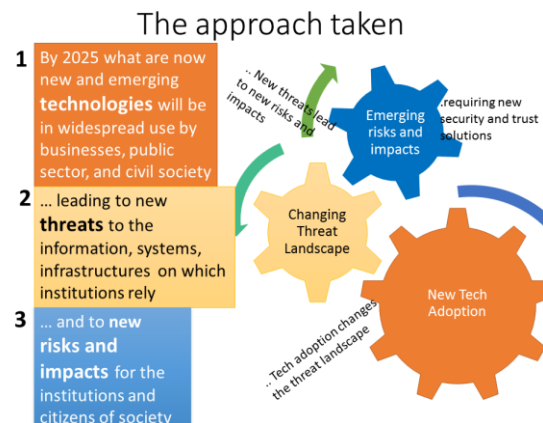 The approach taken
1
By 2025 what are now
new and emerging
technologies will be
in widespread use by
businesses, public
sector, and civil society
2
... leading to new
threats to the
information, systems,
infrastructures on which
institutions rely
3
... and to new
risks and
impacts for the
institutions and
citizens of society
.. New threats lead
to new risks and
impacts
Emerging
risks and
impacts
..requiring new
security and trust
solutions
Changing
Threat
Landscape
New Tech
Adoption
.. Tech adoption changes
the threat landscape